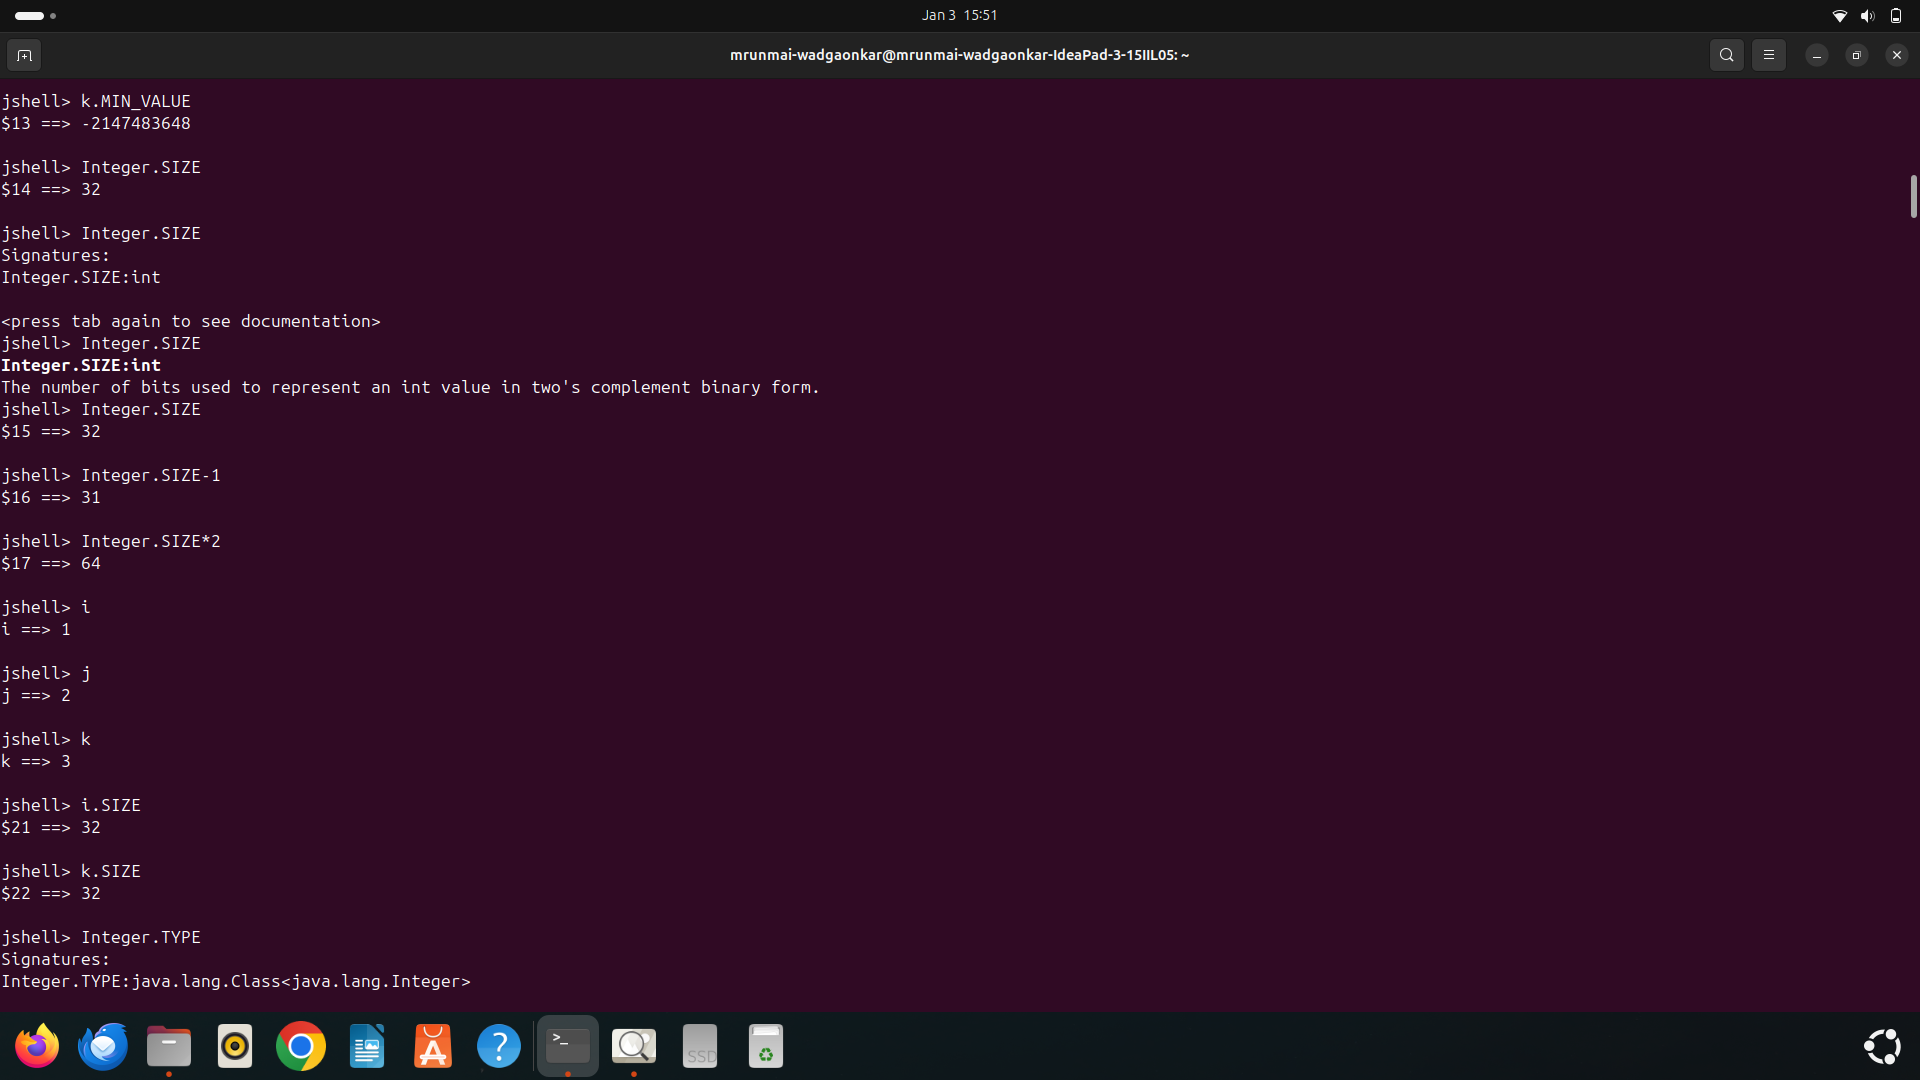 Jan 3 15:51
mrunmai-wadgaonkar@mrunmai-wadgaonkar-IdeaPad-3-15IIL05: ~
jshell> k.MIN_VALUE
$13 ==> -2147483648
jshell> Integer.SIZE
$14 ==> 32
jshell> Integer.SIZE
Signatures:
Integer.SIZE:int
<press tab again to see documentation>
jshell> Integer.SIZE
Integer.SIZE:int
The number of bits used to represent an int value in two's complement binary form.
jshell> Integer.SIZE
$15 ==> 32
jshell> Integer.SIZE-1
$16 ==> 31
jshell> Integer.SIZE*2
$17 ==> 64
jshell> i
i ==> 1
jshell> j
j ==> 2
jshell> k
k ==> 3
jshell> i.SIZE
$21 ==> 32
jshell> k.SIZE
$22 ==> 32
jshell> Integer.TYPE
Signatures:
Integer.TYPE:java.lang.Class<java.lang.Integer>
SSD